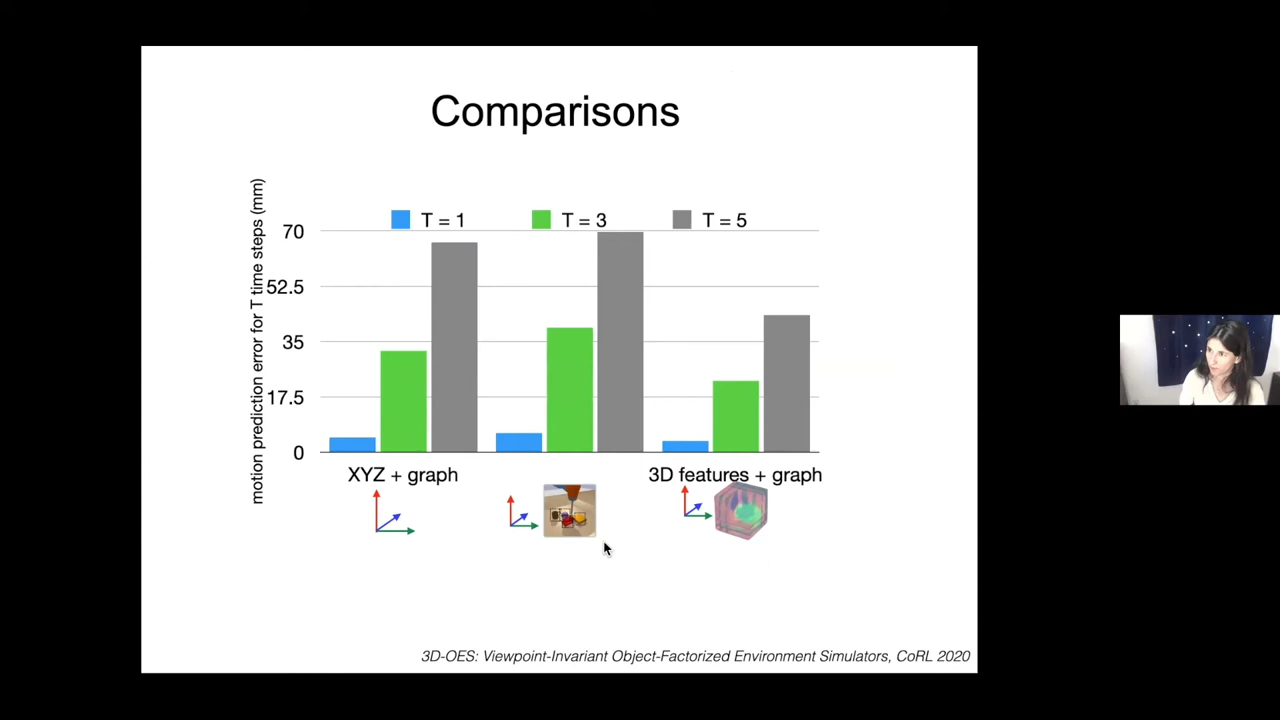 Comparisons
motion prediction error for T time steps (mm)
T = 1
T = 3
T = 5
70
52.5
35
17.5
0
XYZ + graph
3D features + graph
3D-OES: Viewpoint-Invariant Object-Factorized Environment Simulators, CoRL 2020